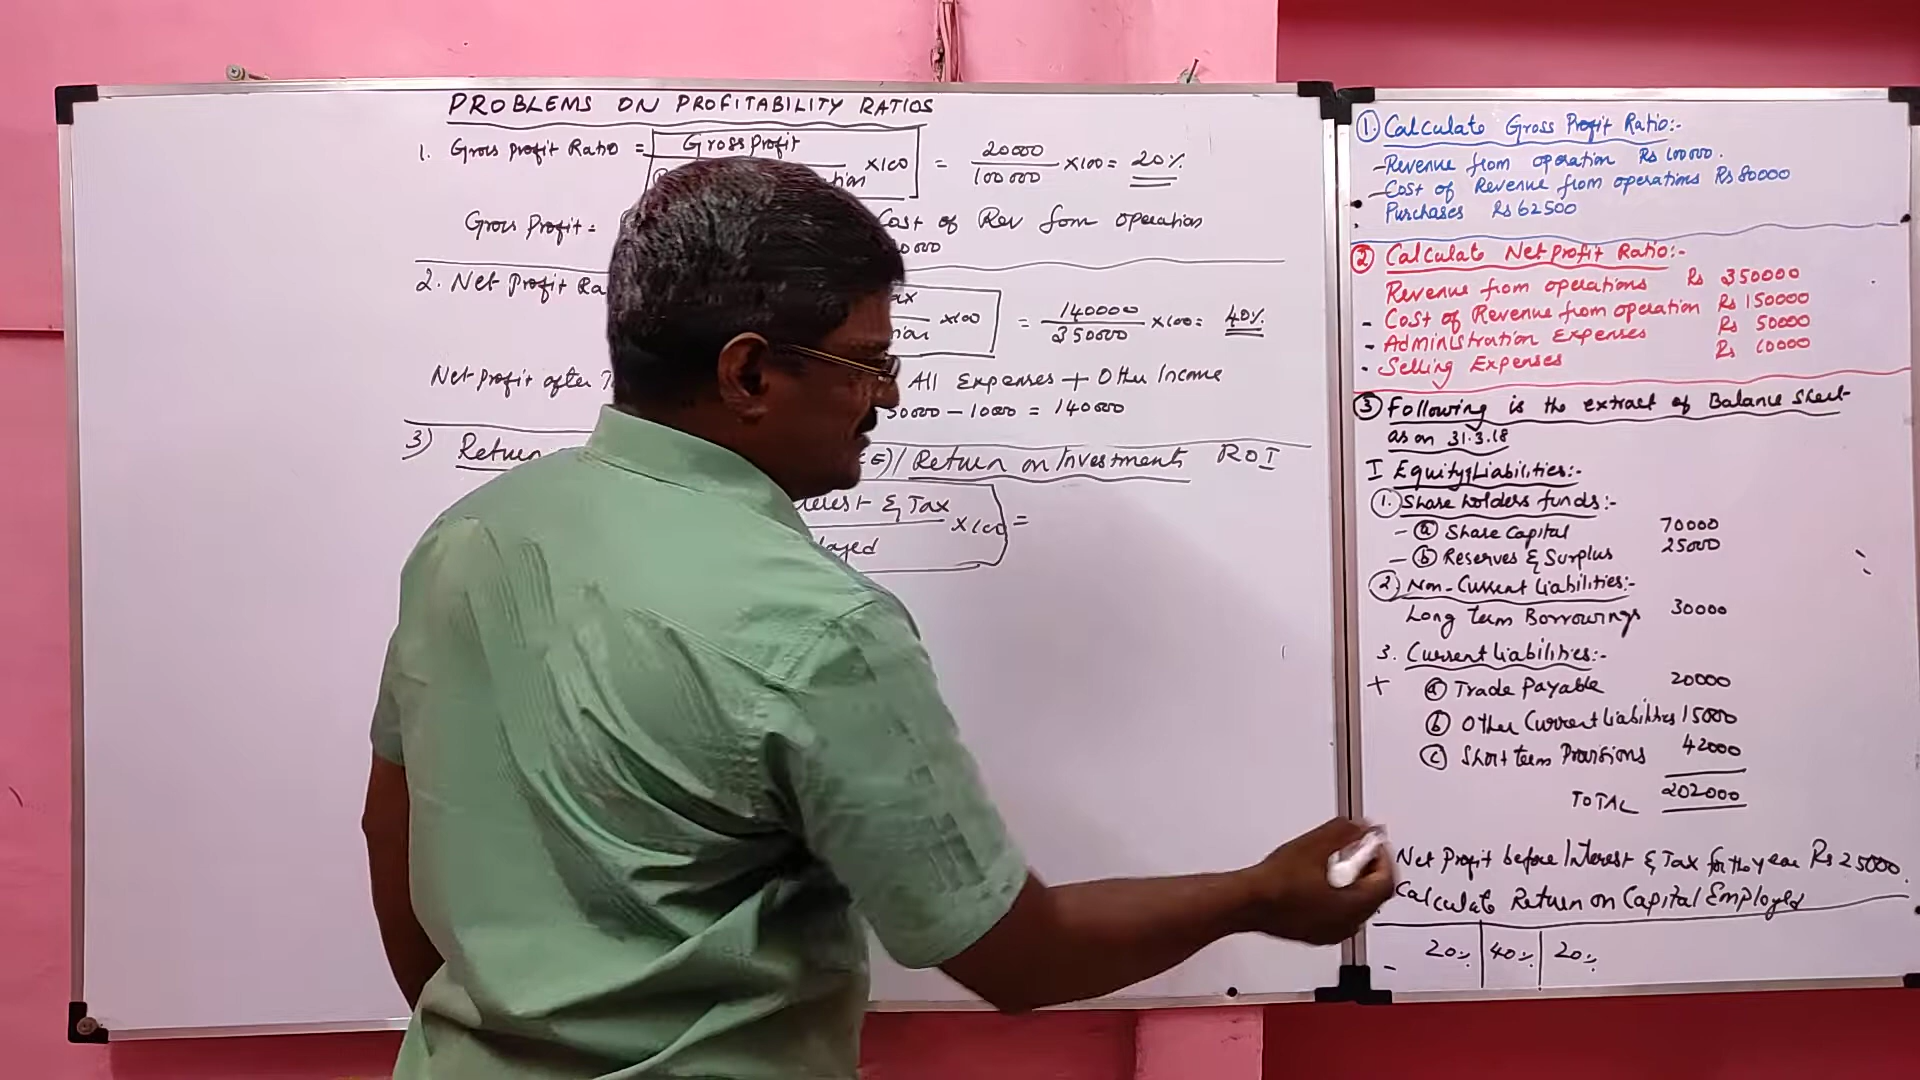 PROBLEMS ON PROFITABILITY RATIOS
1. Gross Profit Ratio = Gross Profit ×100 = 20000 / 100000 ×100 = 20%
Gross Profit = Cost of Rev from operation
2. Net Profit ×100 = 140000 / 350000 ×100 = 40%
Net profit after All Expenses + Other Income
50000 - 10000 = 140000
3) Return / Return on Investments ROI
& Tax ×100 =
1. Calculate Gross Profit Ratio:-
- Revenue from operation Rs 100000.
- Cost of Revenue from operations Rs 80000
Purchases Rs 62500
2 Calculate Net profit Ratio:-
Revenue from operations Rs 350000
- Cost of Revenue from operation Rs 150000
- Administration Expenses Rs 50000
- Selling Expenses Rs 10000
3 Following is the extract of Balance Sheet
as on 31.3.18
I Equity & Liabilities:-
1. Share holders funds:-
- a Share Capital 70000
- b Reserves & Surplus 25000
2. Non-Current Liabilities:-
Long term Borrowings 30000
3. Current Liabilities:-
+ a Trade Payable 20000
b Other Current Liabilities 15000
c Short term Provisions 42000
TOTAL 202000
Net Profit before Interest & Tax for the year Rs 25000.
Calculate Return on Capital Employed
- 20% 40% 20%